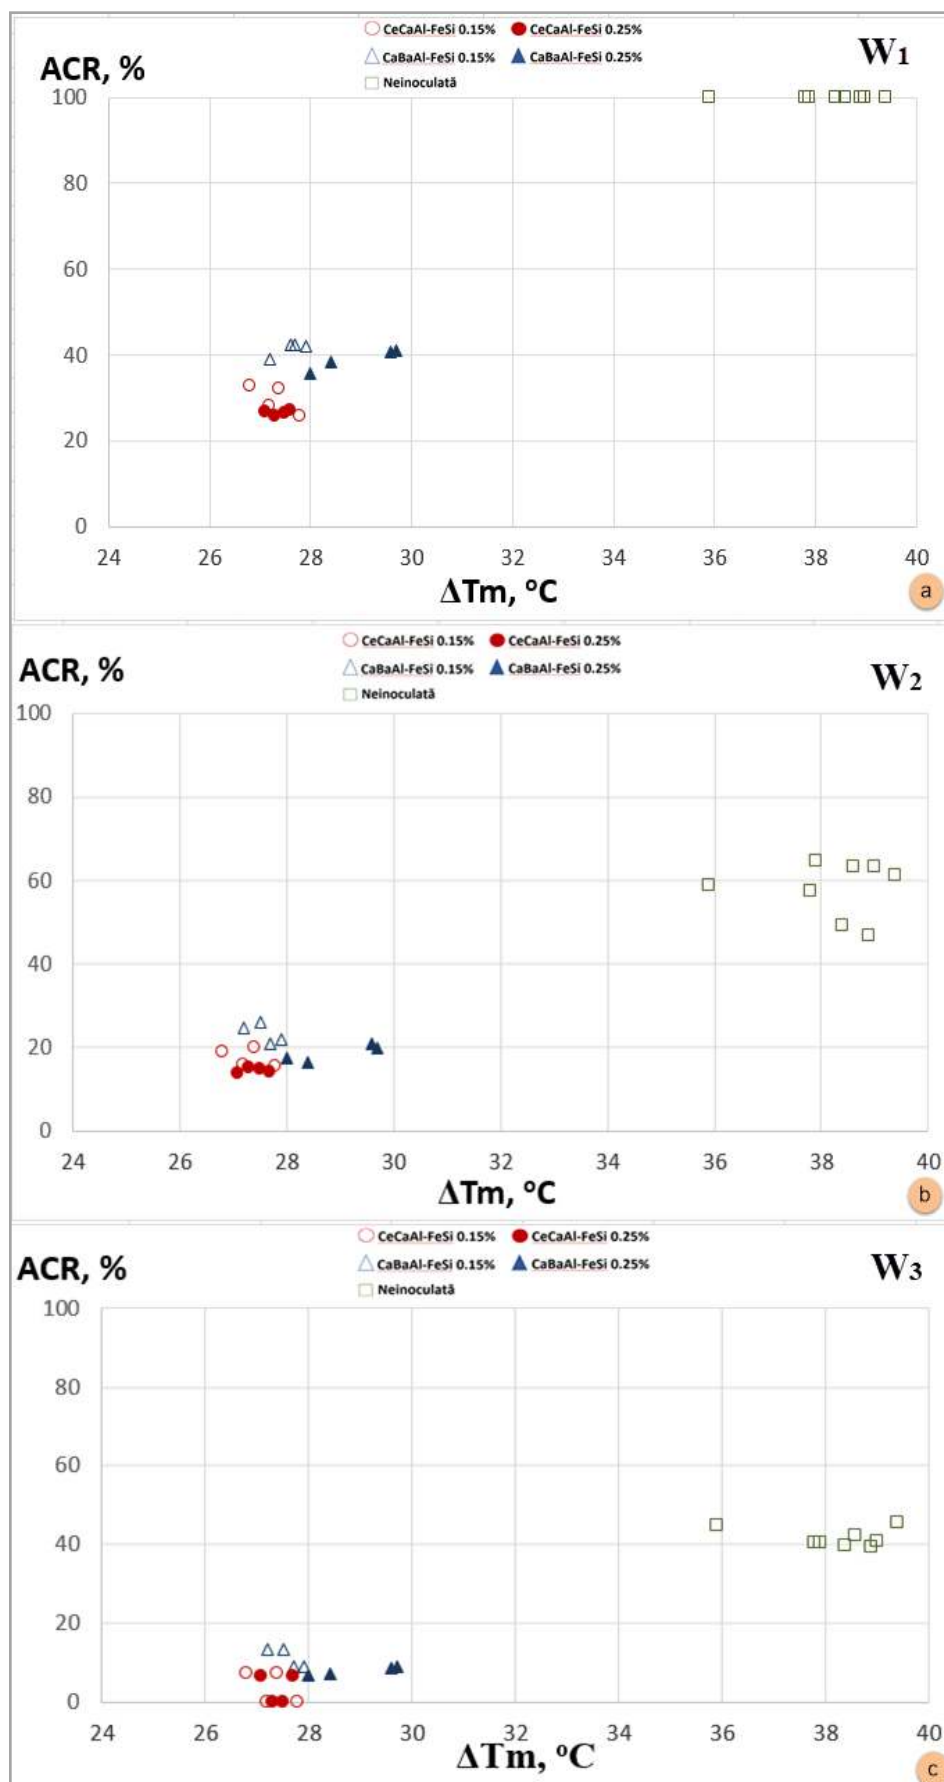 CeCaAl-FeSi 0.15% CeCaAl-FeSi 0.25%
CaBaAl-FeSi 0.15% CaBaAl-FeSi 0.25%
Neinoculată
W1
ACR, %
100
80
60
40
20
0
24 26 28 30 32 34 36 38 40
ΔTm, °C
a
CeCaAl-FeSi 0.15% CeCaAl-FeSi 0.25%
CaBaAl-FeSi 0.15% CaBaAl-FeSi 0.25%
Neinoculată
W2
ACR, %
100
80
60
40
20
0
24 26 28 30 32 34 36 38 40
ΔTm, °C
b
CeCaAl-FeSi 0.15% CeCaAl-FeSi 0.25%
CaBaAl-FeSi 0.15% CaBaAl-FeSi 0.25%
Neinoculată
W3
ACR, %
100
80
60
40
20
0
24 26 28 30 32 34 36 38 40
ΔTm, °C
c